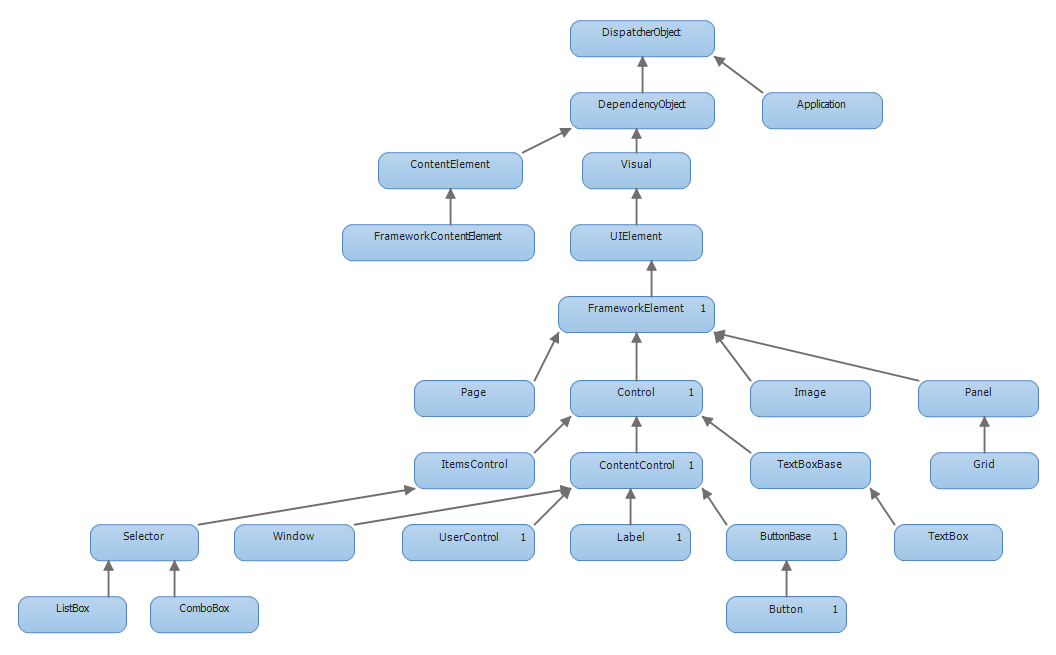 DispatcherObject
DependencyObject
Application
ContentElement
Visual
FrameworkContentElement
UIElement
FrameworkElement 1
Page
Control 1
Image
Panel
ItemsControl
ContentControl 1
TextBoxBase
Grid
Selector
Window
UserControl 1
Label 1
ButtonBase 1
TextBox
ListBox
ComboBox
Button 1